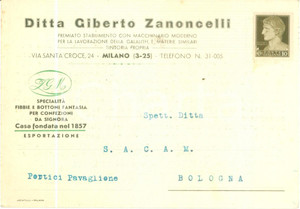 Ditta Giberto Zanoncelli
PREMIATO STABILIMENTO CON MACCHINARIO MODERNO
PER LA LAVORAZIONE DELLA GALALITE E MATERIE SIMILARI
TINTORIA PROPRIA
VIA SANTA CROCE, 24 - MILANO (3-25) - TELEFONO: N. 31-005
SPECIALITÀ
FIBBIE E BOTTONI FANTASIA
PER CONFEZIONI
DA SIGNORA
Casa fondata nel 1857
ESPORTAZIONE
Spett. Ditta
S. A. C. A. M.
Portici Pavaglione
BOLOGNA